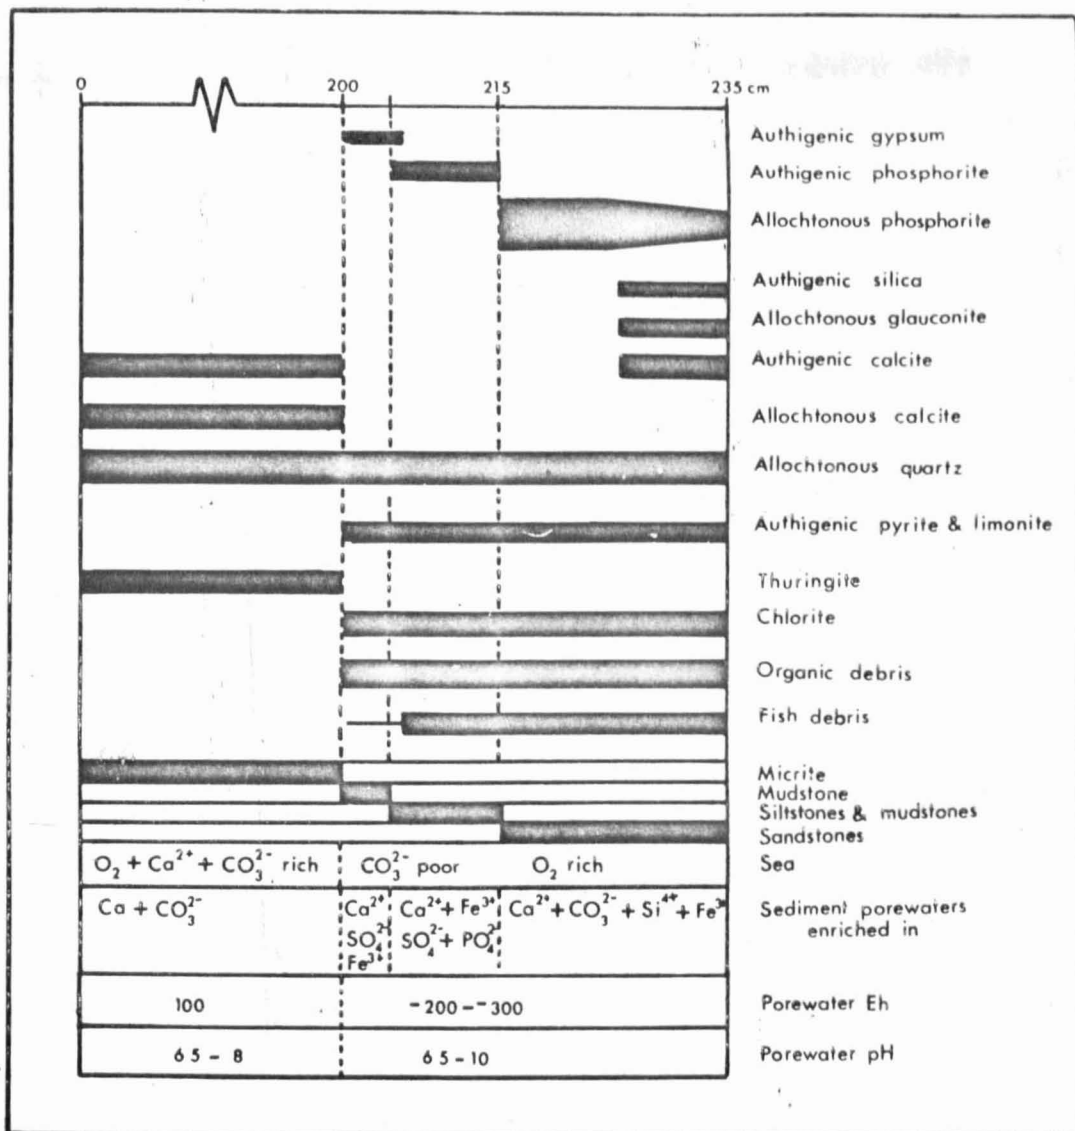 0 200 215 235 cm
Authigenic gypsum
Authigenic phosphorite
Allochtonous phosphorite
Authigenic silica
Allochtonous glauconite
Authigenic calcite
Allochtonous calcite
Allochtonous quartz
Authigenic pyrite & limonite
Thuringite
Chlorite
Organic debris
Fish debris
Micrite
Mudstone
Siltstones & mudstones
Sandstones
O₂ + Ca²⁺ + CO₃²⁻ rich CO₃²⁻ poor O₂ rich Sea
Ca + CO₃²⁻ Ca²⁺ Ca²⁺ + Fe³⁺ Ca²⁺ + CO₃²⁻ + Si⁴⁺ + Fe³⁺ Sediment porewaters
SO₄²⁻ SO₄²⁻ + PO₄²⁻ enriched in
Fe³⁺
100 -200 - -300 Porewater Eh
6 5 - 8 6 5 - 10 Porewater pH